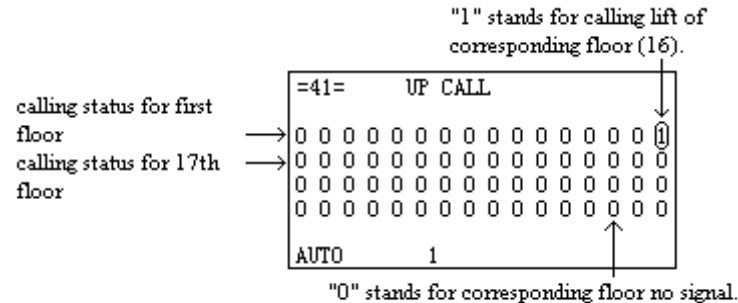 "1" stands for calling lift of
corresponding floor (16).
=41= UP CALL
calling status for first
floor
calling status for 17th
floor
0 0 0 0 0 0 0 0 0 0 0 0 0 0 0 1
0 0 0 0 0 0 0 0 0 0 0 0 0 0 0 0
0 0 0 0 0 0 0 0 0 0 0 0 0 0 0 0
0 0 0 0 0 0 0 0 0 0 0 0 0 0 0 0
AUTO 1
"0" stands for corresponding floor no signal.